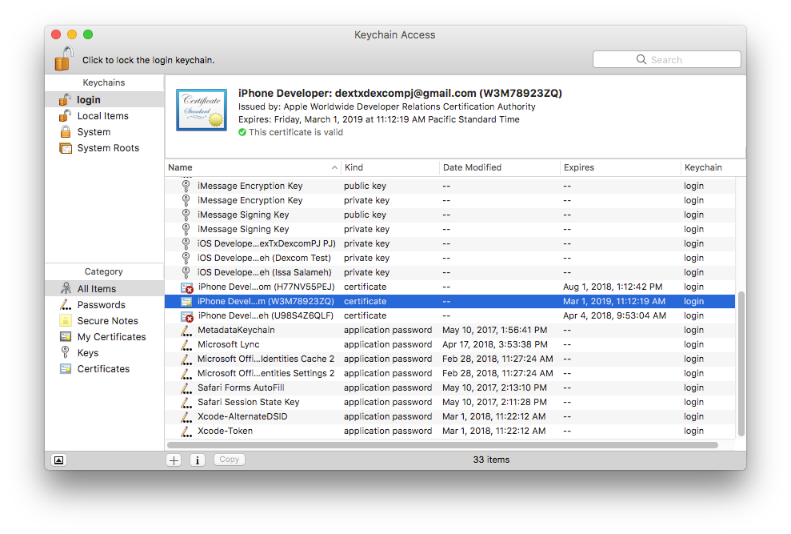 Keychain Access
Click to lock the login keychain.
Search
Keychains
login
Local Items
System
System Roots
Certificate
Standard
iPhone Developer: dextxdexcompj@gmail.com (W3M78923ZQ)
Issued by: Apple Worldwide Developer Relations Certification Authority
Expires: Friday, March 1, 2019 at 11:12:19 AM Pacific Standard Time
This certificate is valid
Name Kind Date Modified Expires Keychain
iMessage Encryption Key public key -- -- login
iMessage Encryption Key private key -- -- login
iMessage Signing Key public key -- -- login
iMessage Signing Key private key -- -- login
iOS Develope...exTxDexcomPJ PJ) private key -- -- login
iOS Develope...eh (Dexcom Test) private key -- -- login
iOS Develope...eh (Issa Salameh) private key -- -- login
iPhone Devel...om (H77NV55PEJ) certificate -- Aug 1, 2018, 1:12:42 PM login
iPhone Devel...m (W3M78923ZQ) certificate -- Mar 1, 2019, 11:12:19 AM login
iPhone Devel...eh (U98S4Z6QLF) certificate -- Apr 4, 2018, 9:53:04 AM login
MetadataKeychain application password May 10, 2017, 1:56:41 PM -- login
Microsoft Lync application password Apr 17, 2018, 3:53:38 PM -- login
Microsoft Offi...Identities Cache 2 application password Feb 28, 2018, 11:27:24 AM -- login
Microsoft Offi...entities Settings 2 application password Feb 28, 2018, 11:27:24 AM -- login
Safari Forms AutoFill application password May 10, 2017, 2:13:10 PM -- login
Safari Session State Key application password May 10, 2017, 2:11:28 PM -- login
Xcode-AlternateDSID application password Mar 1, 2018, 11:22:12 AM -- login
Xcode-Token application password Mar 1, 2018, 11:22:12 AM -- login
Category
All Items
Passwords
Secure Notes
My Certificates
Keys
Certificates
+ i Copy
33 items